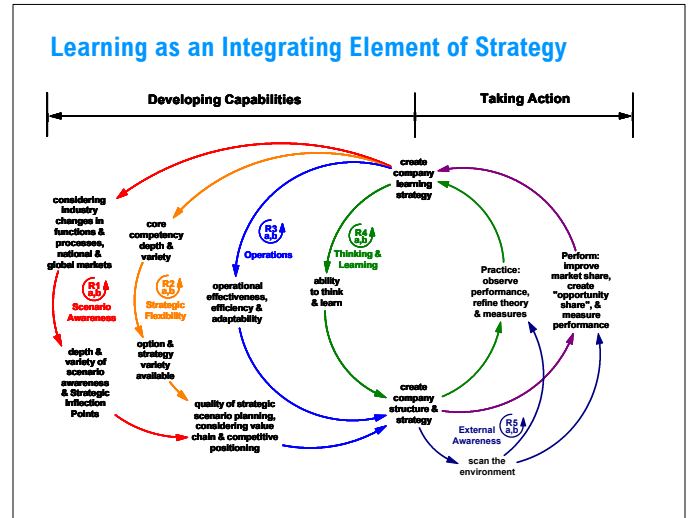 Learning as an Integrating Element of Strategy
Developing Capabilities
Taking Action
create
company
learning
strategy
considering
industry
changes in
functions &
processes,
national &
global markets
core
competency
depth &
variety
R3
a,b
Operations
R4
a,b
Thinking &
Learning
R1
a,b
Scenario
Awareness
R2
a,b
Strategic
Flexibility
operational
effectiveness,
efficiency &
adaptability
ability
to think
& learn
Practice:
observe
performance,
refine theory
& measures
Perform:
improve
market share,
create
"opportunity
share", &
measure
performance
depth &
variety of
scenario
awareness
& Strategic
Inflection
Points
option &
strategy
variety
available
quality of strategic
scenario planning,
considering value
chain & competitive
positioning
create
company
structure &
strategy
External
Awareness
R5
a,b
scan the
environment